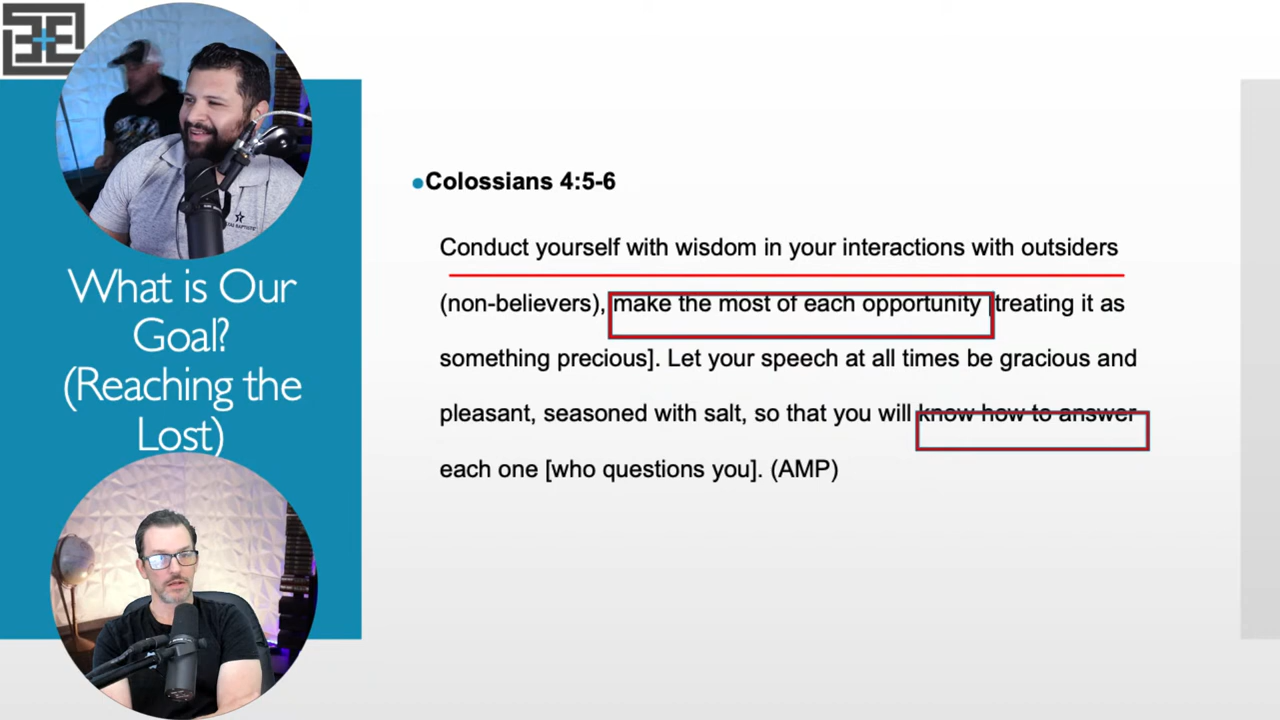 What is Our
Goal?
(Reaching the
Lost)
•Colossians 4:5-6
Conduct yourself with wisdom in your interactions with outsiders
(non-believers), make the most of each opportunity [treating it as
something precious]. Let your speech at all times be gracious and
pleasant, seasoned with salt, so that you will know how to answer
each one [who questions you]. (AMP)